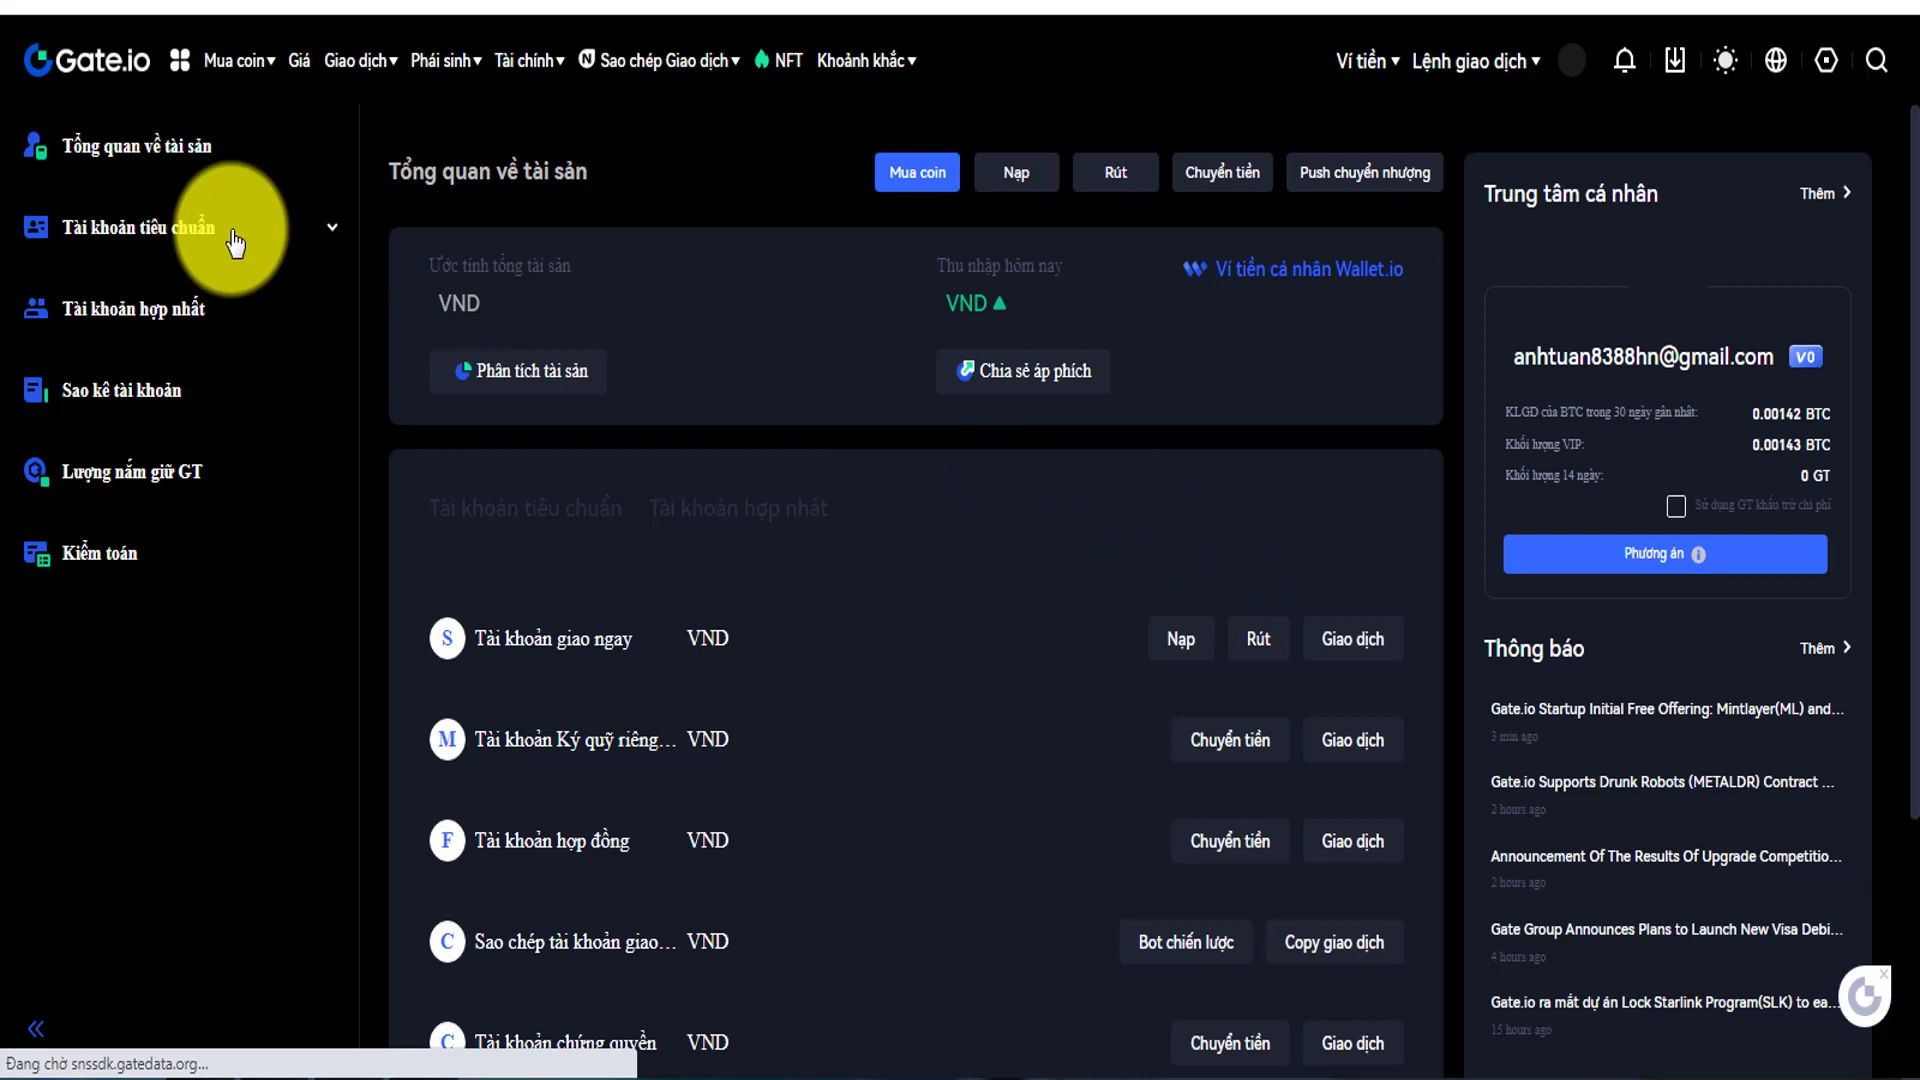 Gate.io Mua coin▾ Giá Giao dịch▾ Phái sinh▾ Tài chính▾ Sao chép Giao dịch▾ NFT Khoảnh khắc▾ Ví tiền ▾ Lệnh giao dịch ▾
Tổng quan về tài sản
Tài khoản tiêu chuẩn
Tài khoản hợp nhất
Sao kê tài khoản
Lượng nắm giữ GT
Kiểm toán
Tổng quan về tài sản
Mua coin Nạp Rút Chuyển tiền Push chuyển nhượng
Ước tính tổng tài sản
VND
Thu nhập hôm nay
VND ▲
Ví tiền cá nhân Wallet.io
Phân tích tài sản
Chia sẻ áp phích
Tài khoản tiêu chuẩn Tài khoản hợp nhất
S Tài khoản giao ngay VND Nạp Rút Giao dịch
M Tài khoản Ký quỹ riêng... VND Chuyển tiền Giao dịch
F Tài khoản hợp đồng VND Chuyển tiền Giao dịch
C Sao chép tài khoản giao... VND Bot chiến lược Copy giao dịch
C Tài khoản chứng quyền VND Chuyển tiền Giao dịch
Trung tâm cá nhân Thêm
anhtuan8388hn@gmail.com V0
KLGD của BTC trong 30 ngày gần nhất: 0.00142 BTC
Khối lượng VIP: 0.00143 BTC
Khối lượng 14 ngày: 0 GT
Sử dụng GT khấu trừ chi phí
Phương án
Thông báo Thêm
Gate.io Startup Initial Free Offering: Mintlayer(ML) and...
3 min ago
Gate.io Supports Drunk Robots (METALDR) Contract ...
2 hours ago
Announcement Of The Results Of Upgrade Competitio...
2 hours ago
Gate Group Announces Plans to Launch New Visa Debi...
4 hours ago
Gate.io ra mắt dự án Lock Starlink Program(SLK) to ea...
15 hours ago
Đang chờ snssdk.gatedata.org...